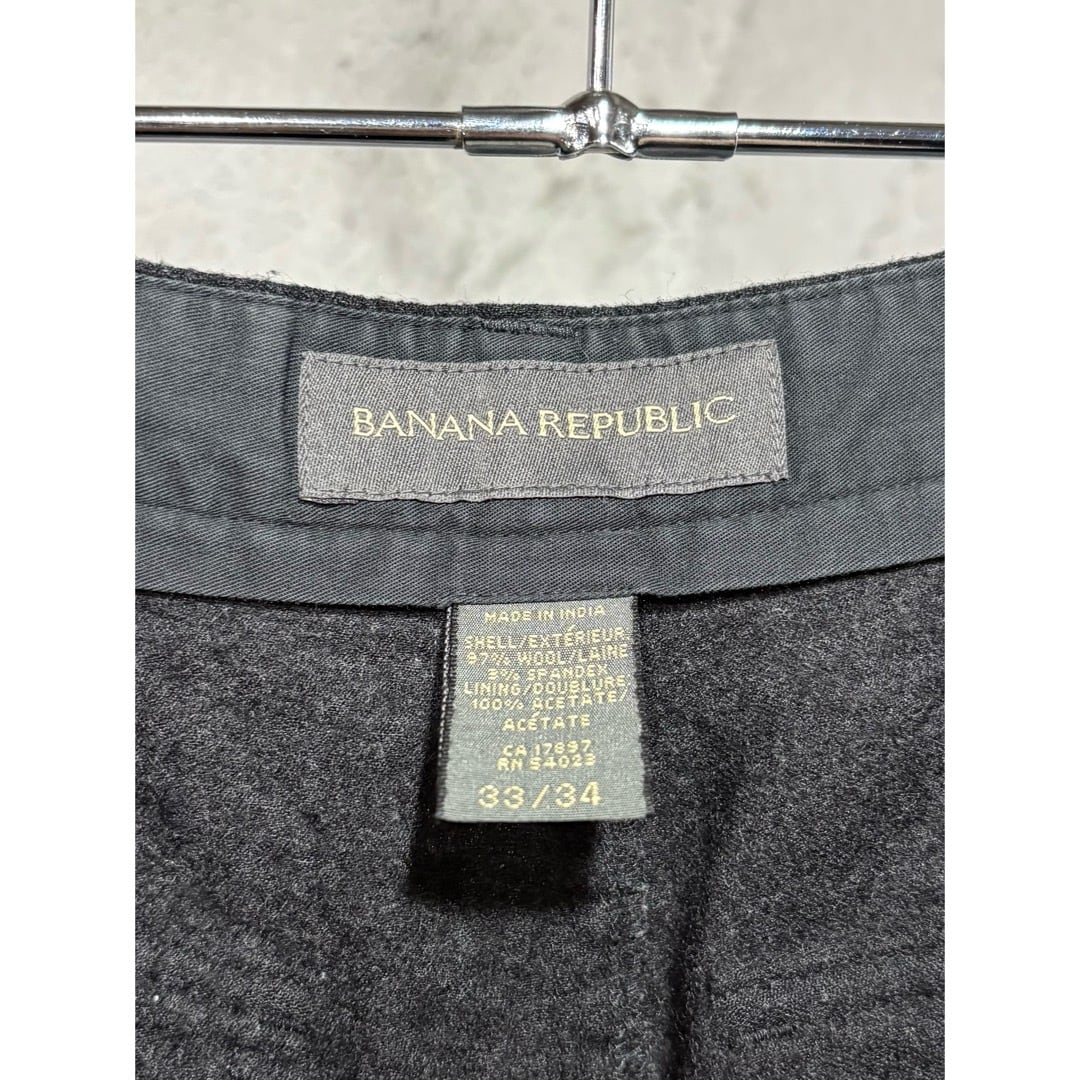 BANANA REPUBLIC
MADE IN INDIA
SHELL/EXTÉRIEUR
97% WOOL/LAINE
3% SPANDEX
LINING/DOUBLURE
100% ACETATE/
ACÉTATE
CA 17897
RN 54023
33/34